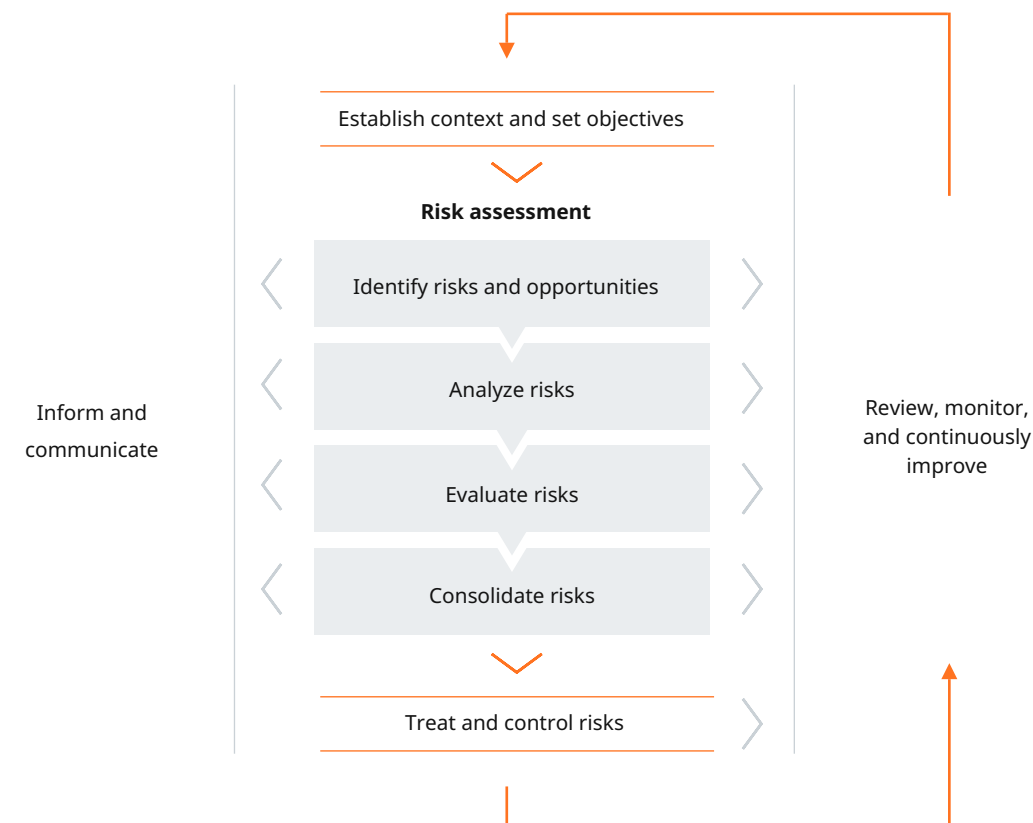 Establish context and set objectives
Risk assessment
Identify risks and opportunities
Analyze risks
Evaluate risks
Consolidate risks
Treat and control risks
Inform and
communicate
Review, monitor,
and continuously
improve